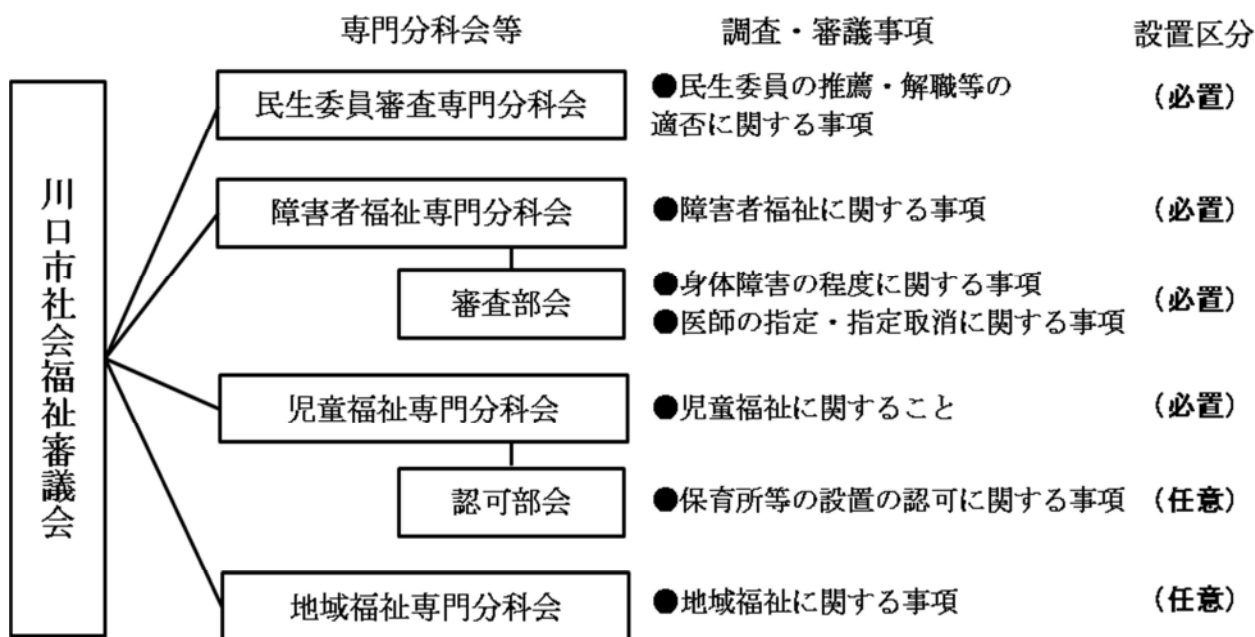 専門分科会等 調査・審議事項 設置区分
川口市社会福祉審議会
民生委員審査専門分科会 ●民生委員の推薦・解職等の (必置)
適否に関する事項
障害者福祉専門分科会 ●障害者福祉に関する事項 (必置)
審査部会 ●身体障害の程度に関する事項 (必置)
●医師の指定・指定取消に関する事項
児童福祉専門分科会 ●児童福祉に関すること (必置)
認可部会 ●保育所等の設置の認可に関する事項 (任意)
地域福祉専門分科会 ●地域福祉に関する事項 (任意)